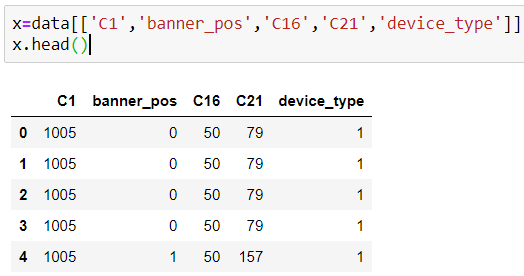 x=data[['C1','banner_pos','C16','C21','device_type']]
x.head()
C1 banner_pos C16 C21 device_type
0 1005 0 50 79 1
1 1005 0 50 79 1
2 1005 0 50 79 1
3 1005 0 50 79 1
4 1005 1 50 157 1